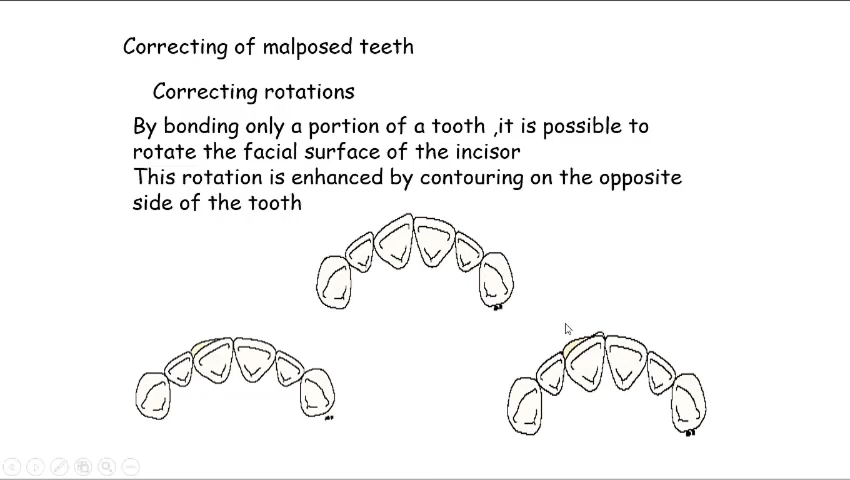 Correcting of malposed teeth
Correcting rotations
By bonding only a portion of a tooth ,it is possible to
rotate the facial surface of the incisor
This rotation is enhanced by contouring on the opposite
side of the tooth